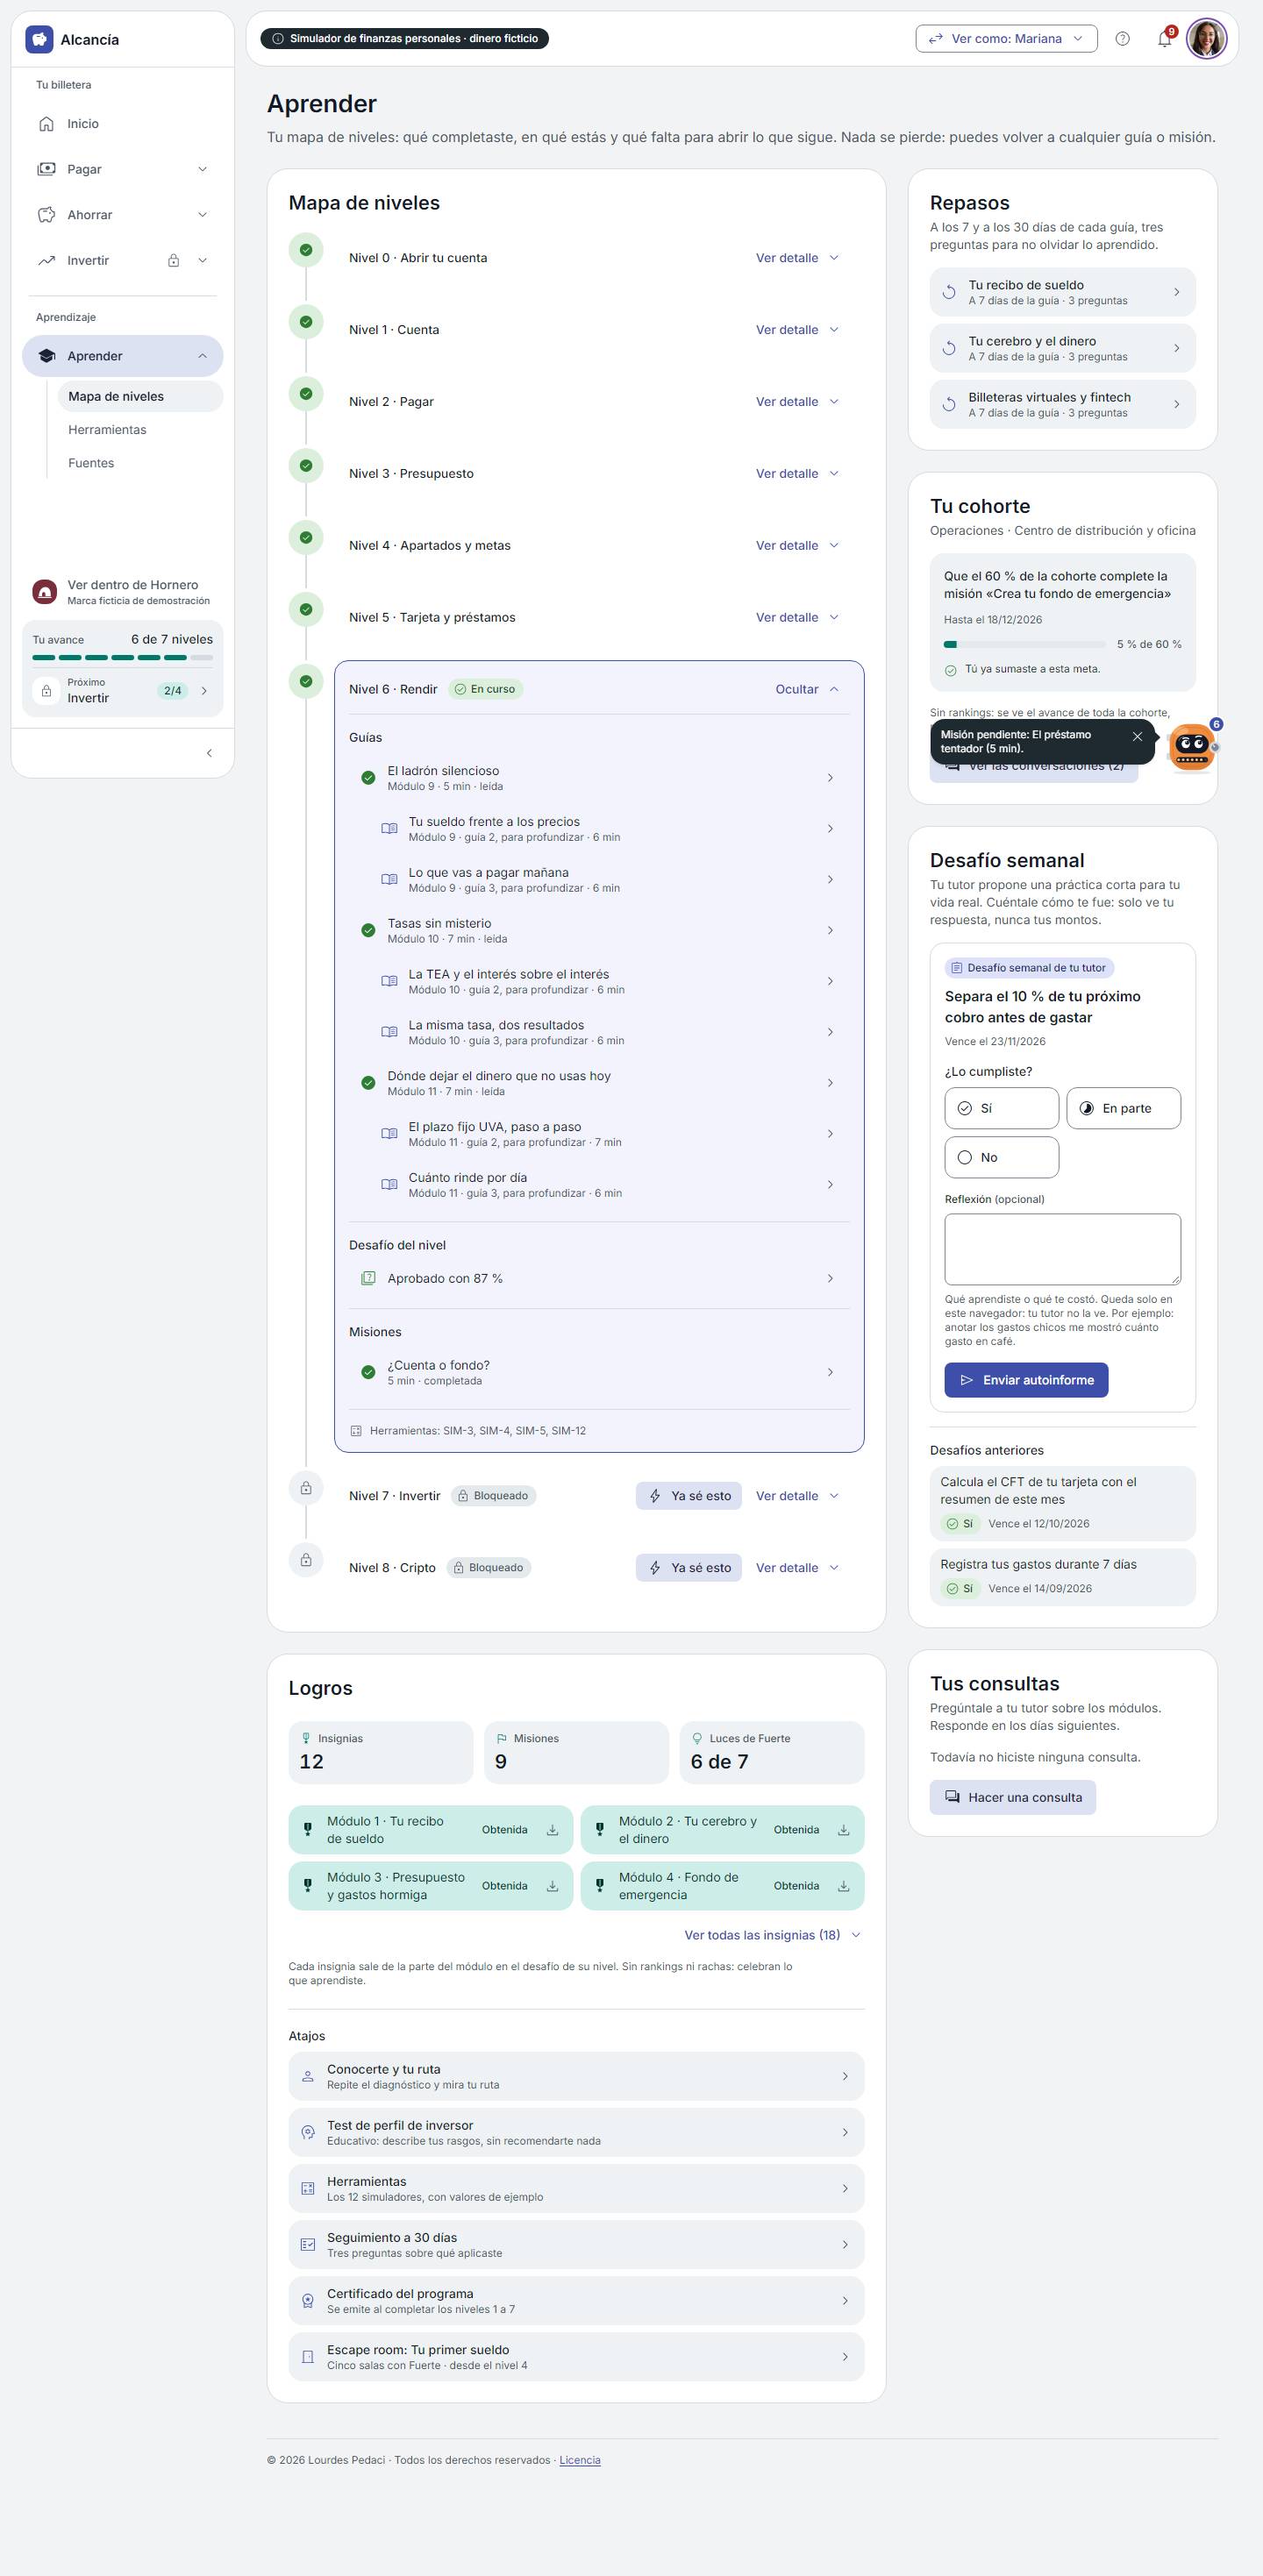 Alcancía
Tu billetera
Inicio
Pagar
Ahorrar
Invertir
Aprendizaje
Aprender
Mapa de niveles
Herramientas
Fuentes
Ver dentro de Hornero
Marca ficticia de demostración
Tu avance
6 de 7 niveles
Próximo
Invertir
2/4
Simulador de finanzas personales · dinero ficticio
Ver como: Mariana
9
Aprender
Tu mapa de niveles: qué completaste, en qué estás y qué falta para abrir lo que sigue. Nada se pierde: puedes volver a cualquier guía o misión.
Mapa de niveles
Nivel 0 · Abrir tu cuenta
Ver detalle
Nivel 1 · Cuenta
Ver detalle
Nivel 2 · Pagar
Ver detalle
Nivel 3 · Presupuesto
Ver detalle
Nivel 4 · Apartados y metas
Ver detalle
Nivel 5 · Tarjeta y préstamos
Ver detalle
Nivel 6 · Rendir
En curso
Ocultar
Guías
El ladrón silencioso
Módulo 9 · 5 min · leída
Tu sueldo frente a los precios
Módulo 9 · guía 2, para profundizar · 6 min
Lo que vas a pagar mañana
Módulo 9 · guía 3, para profundizar · 6 min
Tasas sin misterio
Módulo 10 · 7 min · leída
La TEA y el interés sobre el interés
Módulo 10 · guía 2, para profundizar · 6 min
La misma tasa, dos resultados
Módulo 10 · guía 3, para profundizar · 6 min
Dónde dejar el dinero que no usas hoy
Módulo 11 · 7 min · leída
El plazo fijo UVA, paso a paso
Módulo 11 · guía 2, para profundizar · 7 min
Cuánto rinde por día
Módulo 11 · guía 3, para profundizar · 6 min
Desafío del nivel
Aprobado con 87 %
Misiones
¿Cuenta o fondo?
5 min · completada
Herramientas: SIM-3, SIM-4, SIM-5, SIM-12
Nivel 7 · Invertir
Bloqueado
Ya sé esto
Ver detalle
Nivel 8 · Cripto
Bloqueado
Ya sé esto
Ver detalle
Logros
Insignias
12
Misiones
9
Luces de Fuerte
6 de 7
Módulo 1 · Tu recibo
de sueldo
Obtenida
Módulo 2 · Tu cerebro y
el dinero
Obtenida
Módulo 3 · Presupuesto
y gastos hormiga
Obtenida
Módulo 4 · Fondo de
emergencia
Obtenida
Ver todas las insignias (18)
Cada insignia sale de la parte del módulo en el desafío de su nivel. Sin rankings ni rachas: celebran lo
que aprendiste.
Atajos
Conocerte y tu ruta
Repite el diagnóstico y mira tu ruta
Test de perfil de inversor
Educativo: describe tus rasgos, sin recomendarte nada
Herramientas
Los 12 simuladores, con valores de ejemplo
Seguimiento a 30 días
Tres preguntas sobre qué aplicaste
Certificado del programa
Se emite al completar los niveles 1 a 7
Escape room: Tu primer sueldo
Cinco salas con Fuerte · desde el nivel 4
Repasos
A los 7 y a los 30 días de cada guía, tres
preguntas para no olvidar lo aprendido.
Tu recibo de sueldo
A 7 días de la guía · 3 preguntas
Tu cerebro y el dinero
A 7 días de la guía · 3 preguntas
Billeteras virtuales y fintech
A 7 días de la guía · 3 preguntas
Tu cohorte
Operaciones · Centro de distribución y oficina
Que el 60 % de la cohorte complete la
misión «Crea tu fondo de emergencia»
Hasta el 18/12/2026
5 % de 60 %
Tú ya sumaste a esta meta.
Sin rankings: se ve el avance de toda la cohorte,
Misión pendiente: El préstamo
tentador (5 min).
6
Ver las conversaciones (2)
Desafío semanal
Tu tutor propone una práctica corta para tu
vida real. Cuéntale cómo te fue: solo ve tu
respuesta, nunca tus montos.
Desafío semanal de tu tutor
Separa el 10 % de tu próximo
cobro antes de gastar
Vence el 23/11/2026
¿Lo cumpliste?
Sí
En parte
No
Reflexión (opcional)
Qué aprendiste o qué te costó. Queda solo en
este navegador: tu tutor no la ve. Por ejemplo:
anotar los gastos chicos me mostró cuánto
gasto en café.
Enviar autoinforme
Desafíos anteriores
Calcula el CFT de tu tarjeta con el
resumen de este mes
Sí
Vence el 12/10/2026
Registra tus gastos durante 7 días
Sí
Vence el 14/09/2026
Tus consultas
Pregúntale a tu tutor sobre los módulos.
Responde en los días siguientes.
Todavía no hiciste ninguna consulta.
Hacer una consulta
© 2026 Lourdes Pedaci · Todos los derechos reservados · Licencia